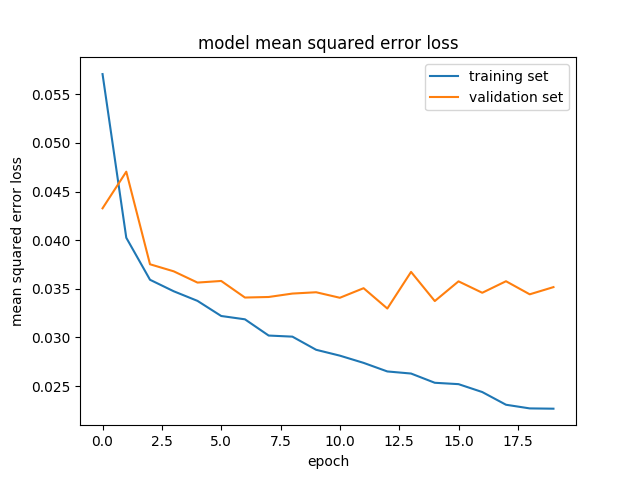 model mean squared error loss
training set
validation set
0.055
0.050
0.045
0.040
0.035
0.030
0.025
mean squared error loss
0.0 2.5 5.0 7.5 10.0 12.5 15.0 17.5
epoch